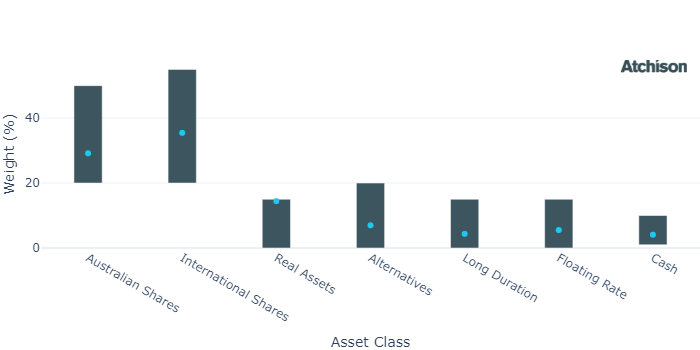 Atchison
Weight (%)
40
20
0
Australian Shares
International Shares
Real Assets
Alternatives
Long Duration
Floating Rate
Cash
Asset Class